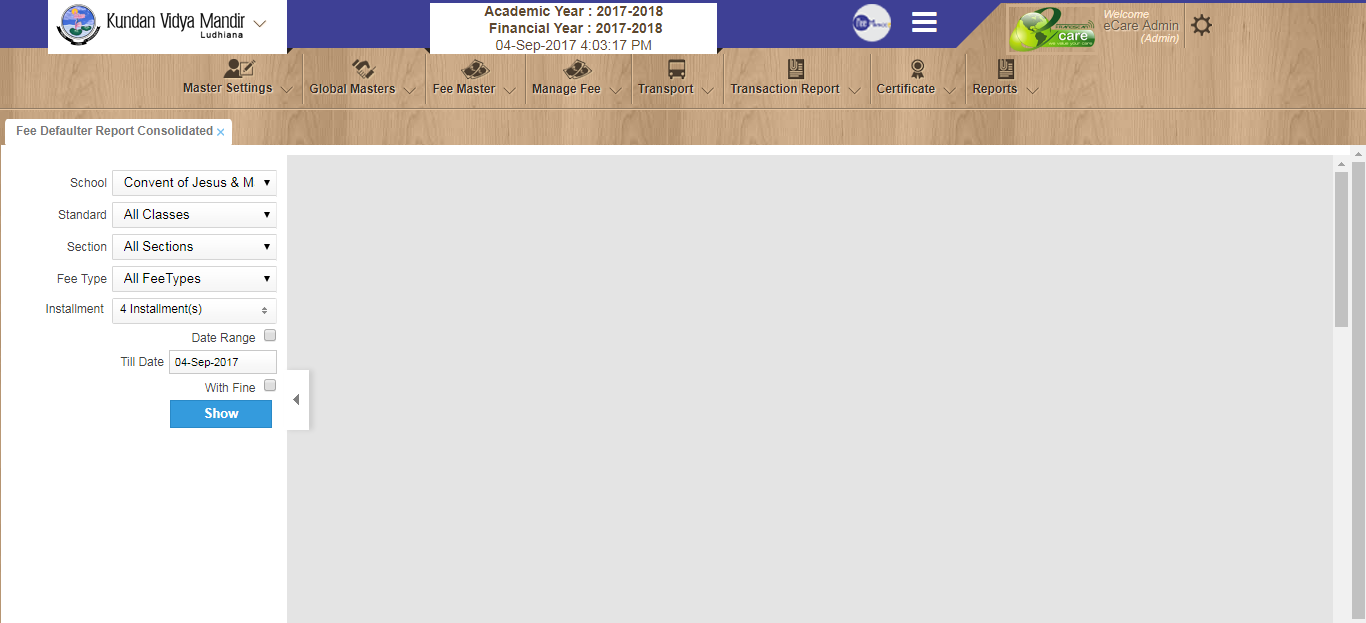 Kundan Vidya Mandir
Ludhiana
Academic Year : 2017-2018
Financial Year : 2017-2018
04-Sep-2017 4:03:17 PM
care
Welcome
eCare Admin
(Admin)
Master Settings
Global Masters
Fee Master
Manage Fee
Transport
Transaction Report
Certificate
Reports
Fee Defaulter Report Consolidated ×
School Convent of Jesus & M
Standard All Classes
Section All Sections
Fee Type All FeeTypes
Installment 4 Installment(s)
Date Range
Till Date 04-Sep-2017
With Fine
Show